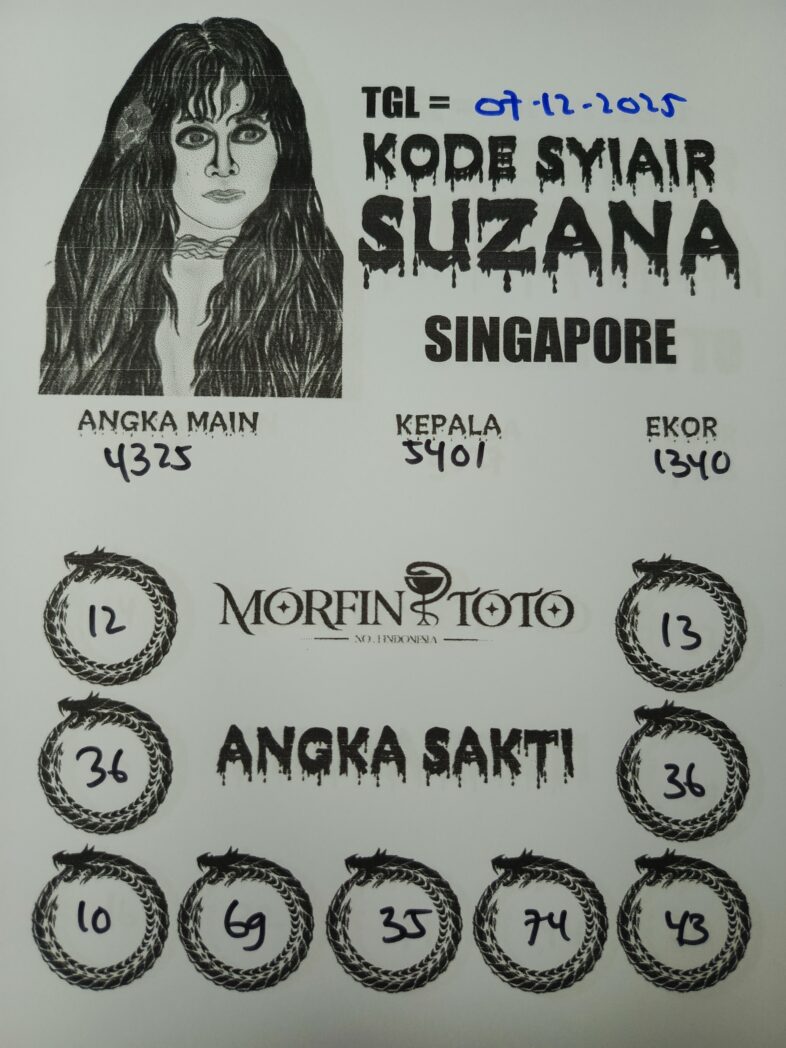 TGL = 07-12-2025
KODE SYIAIR
SUZANA
SINGAPORE
ANGKA MAIN KEPALA EKOR
4325 5401 1340
12 MORFIN TOTO 13
NO. 1 INDONESIA
36 ANGKA SAKTI 36
10 69 35 74 43